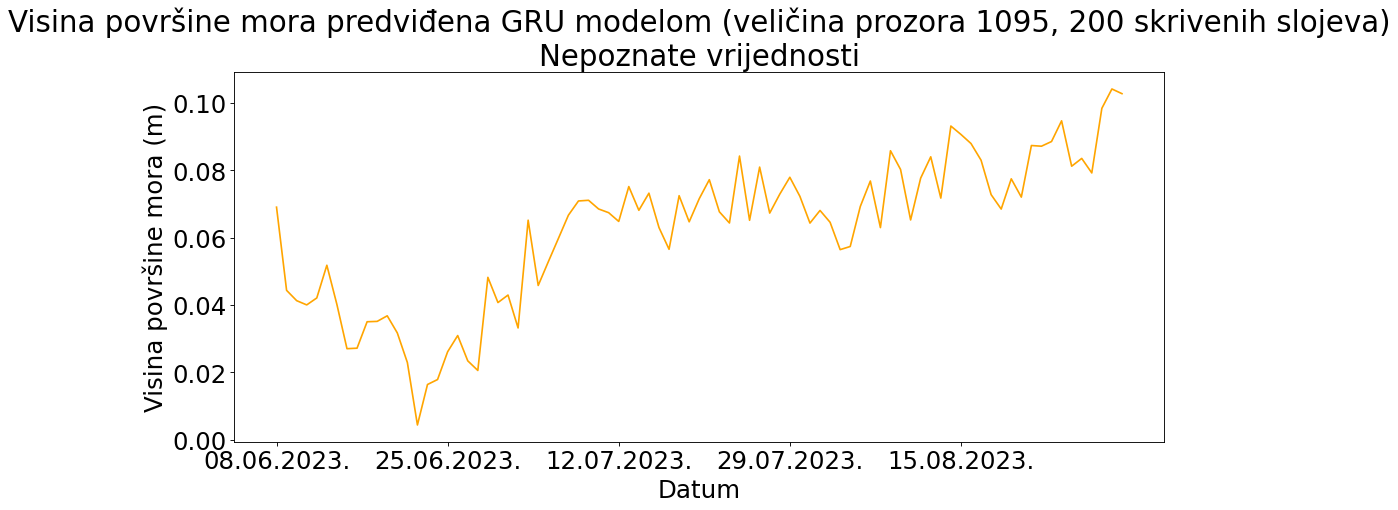 Visina površine mora predviđena GRU modelom (veličina prozora 1095, 200 skrivenih slojeva)
Nepoznate vrijednosti
Visina površine mora (m)
0.10
0.08
0.06
0.04
0.02
0.00
08.06.2023. 25.06.2023. 12.07.2023. 29.07.2023. 15.08.2023.
Datum